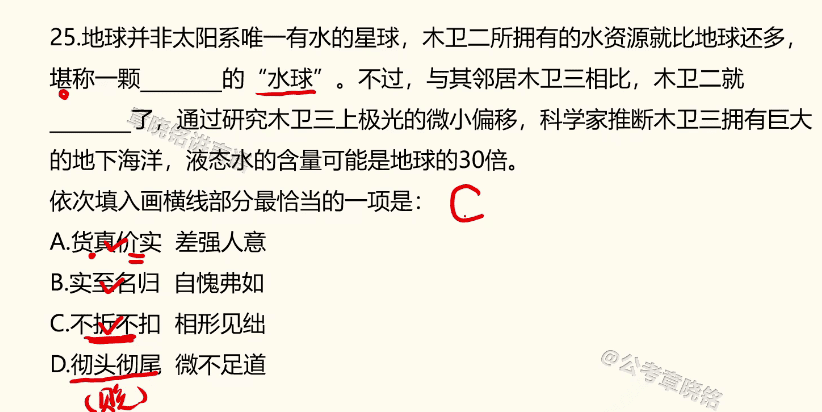 25.地球并非太阳系唯一有水的星球，木卫二所拥有的水资源就比地球还多，
堪称一颗________的“水球”。不过，与其邻居木卫三相比，木卫二就
________了，通过研究木卫三上极光的微小偏移，科学家推断木卫三拥有巨大
的地下海洋，液态水的含量可能是地球的30倍。
依次填入画横线部分最恰当的一项是： C
A.货真价实 差强人意
B.实至名归 自愧弗如
C.不折不扣 相形见绌
D.彻头彻尾 微不足道
(贬)
@公考章晓铭